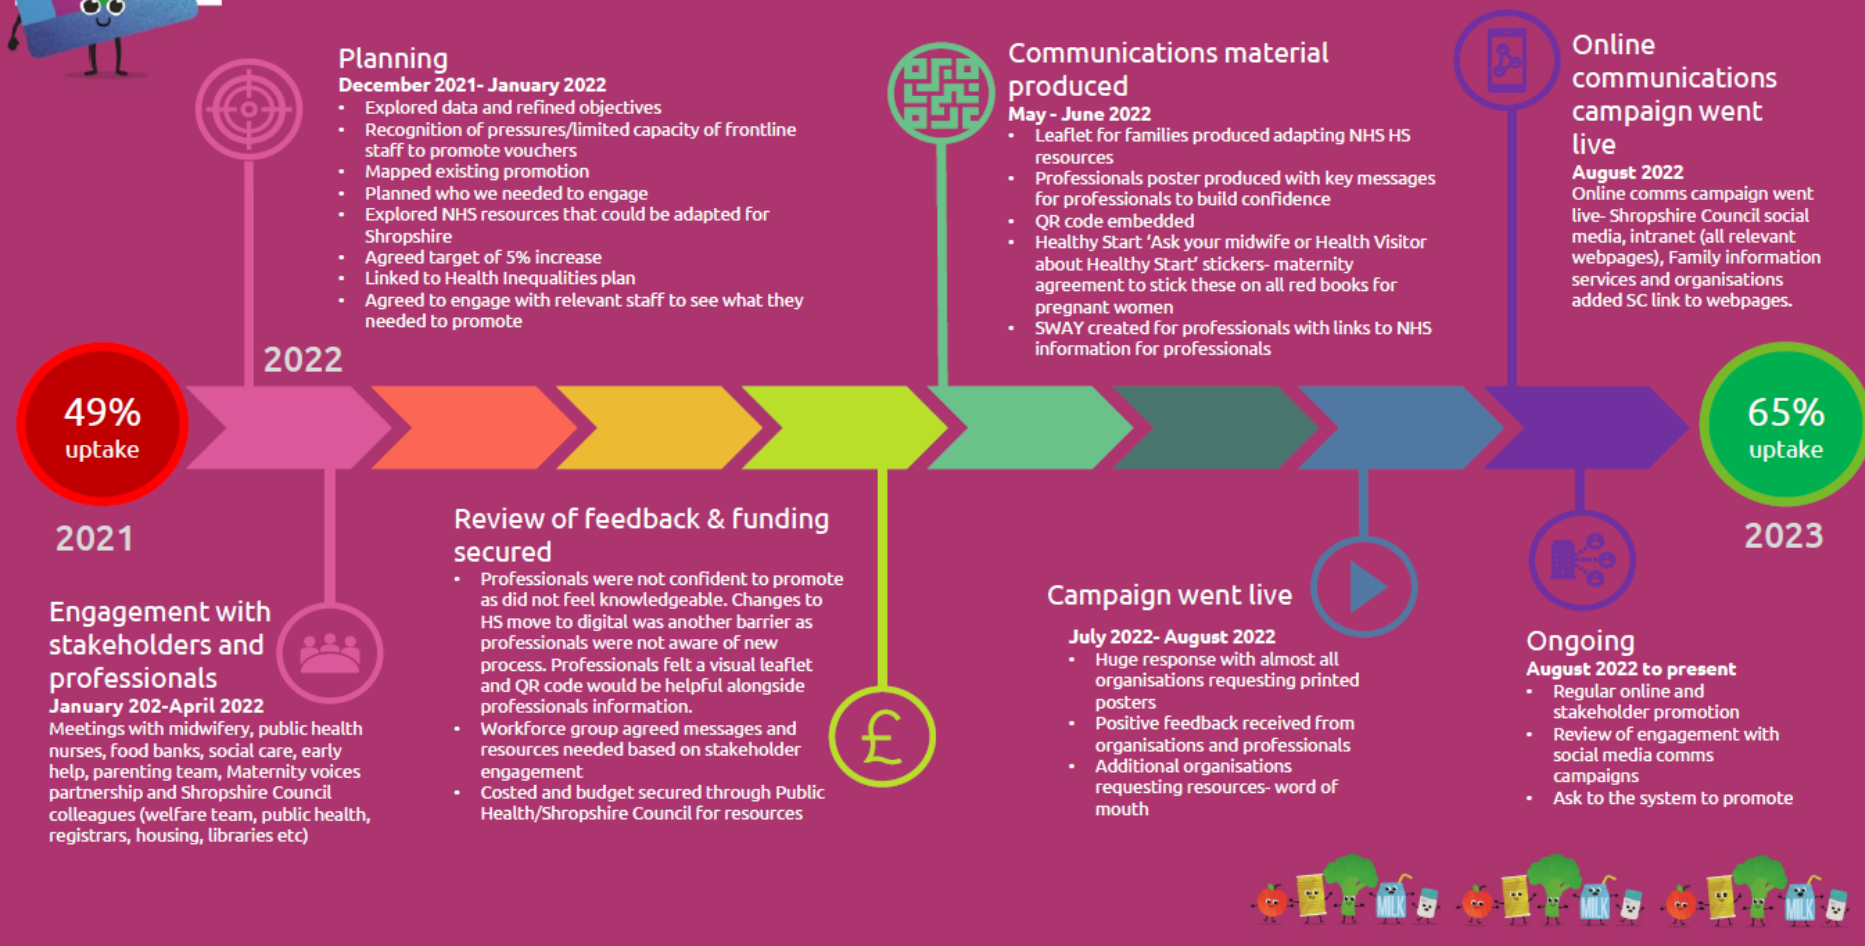 Planning
December 2021- January 2022
• Explored data and refined objectives
• Recognition of pressures/limited capacity of frontline
staff to promote vouchers
• Mapped existing promotion
• Planned who we needed to engage
• Explored NHS resources that could be adapted for
Shropshire
• Agreed target of 5% increase
• Linked to Health Inequalities plan
• Agreed to engage with relevant staff to see what they
needed to promote
Communications material
produced
May - June 2022
• Leaflet for families produced adapting NHS HS
resources
• Professionals poster produced with key messages
for professionals to build confidence
• QR code embedded
• Healthy Start ‘Ask your midwife or Health Visitor
about Healthy Start’ stickers- maternity
agreement to stick these on all red books for
pregnant women
• SWAY created for professionals with links to NHS
information for professionals
Online
communications
campaign went
live
August 2022
Online comms campaign went
live- Shropshire Council social
media, intranet (all relevant
webpages), Family information
services and organisations
added SC link to webpages.
2022
49%
uptake
2021
65%
uptake
2023
Engagement with
stakeholders and
professionals
January 202-April 2022
Meetings with midwifery, public health
nurses, food banks, social care, early
help, parenting team, Maternity voices
partnership and Shropshire Council
colleagues (welfare team, public health,
registrars, housing, libraries etc)
Review of feedback & funding
secured
• Professionals were not confident to promote
as did not feel knowledgeable. Changes to
HS move to digital was another barrier as
professionals were not aware of new
process. Professionals felt a visual leaflet
and QR code would be helpful alongside
professionals information.
• Workforce group agreed messages and
resources needed based on stakeholder
engagement
• Costed and budget secured through Public
Health/Shropshire Council for resources
£
Campaign went live
July 2022- August 2022
• Huge response with almost all
organisations requesting printed
posters
• Positive feedback received from
organisations and professionals
• Additional organisations
requesting resources- word of
mouth
Ongoing
August 2022 to present
• Regular online and
stakeholder promotion
• Review of engagement with
social media comms
campaigns
• Ask to the system to promote
MILK
MILK
MILK